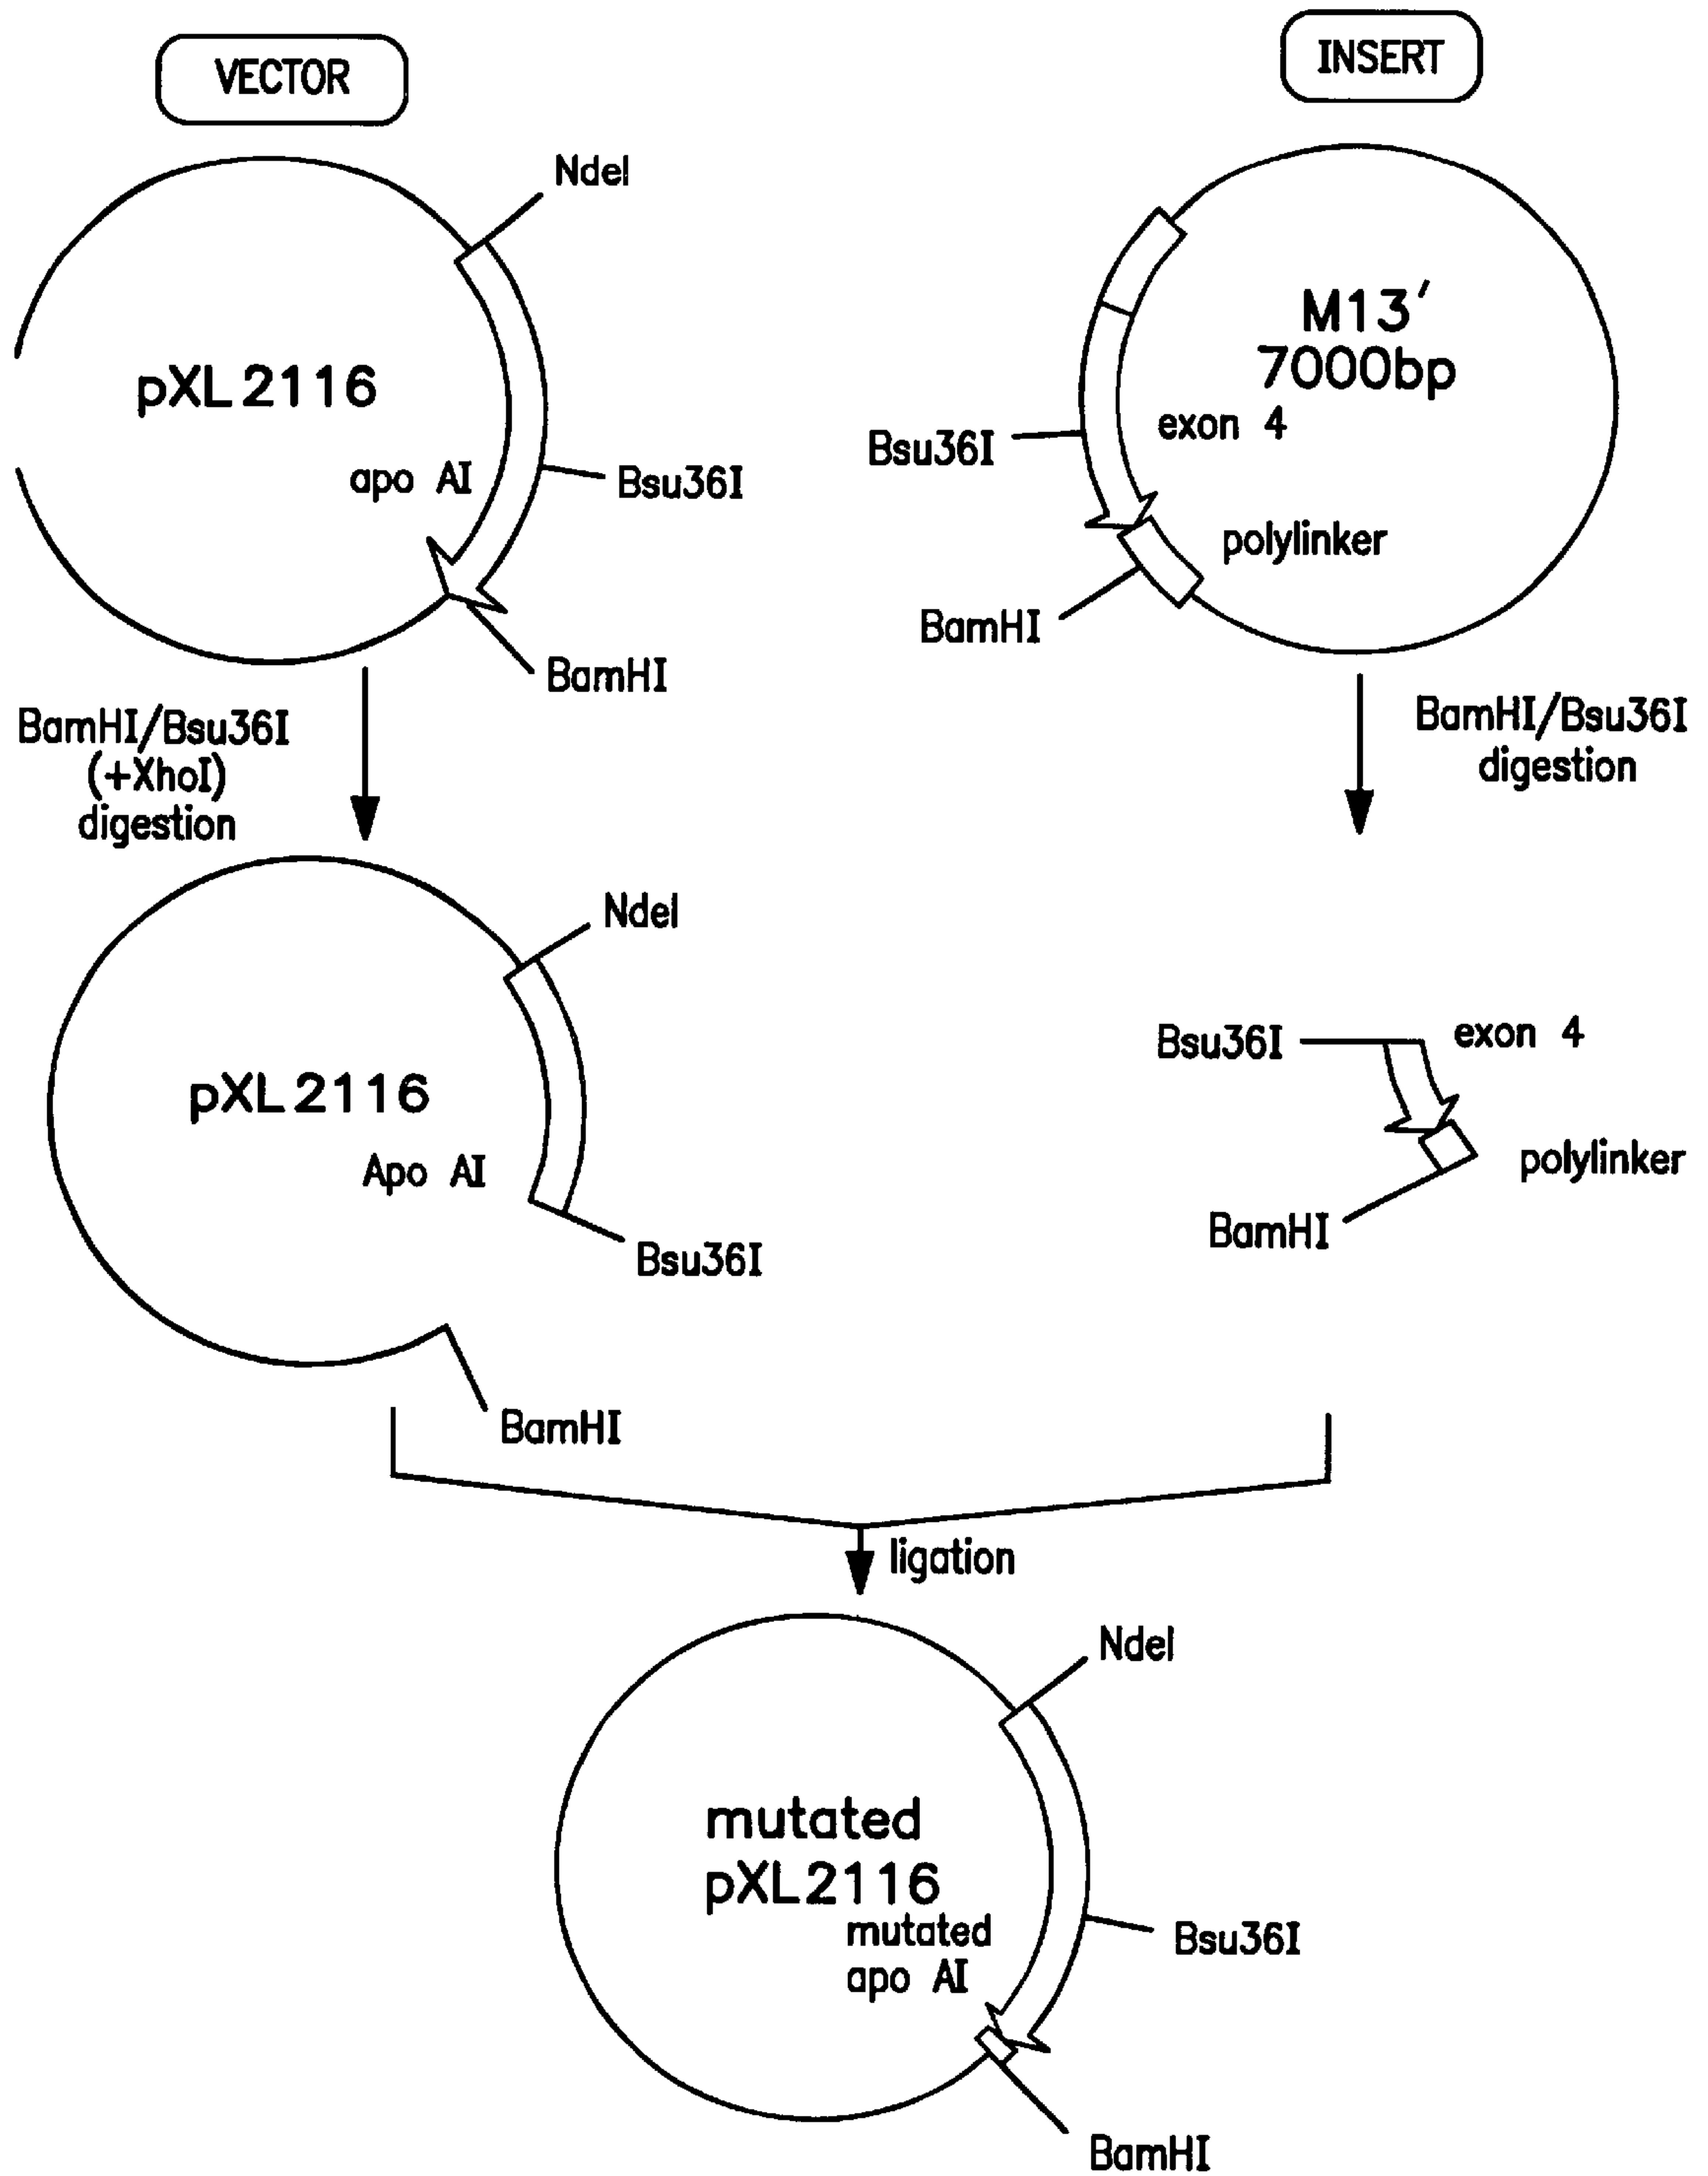 VECTOR
INSERT
NdeI
pXL2116
apo AI
Bsu36I
BamHI
M13'
7000bp
exon 4
Bsu36I
polylinker
BamHI
BamHI/Bsu36I
(+XhoI)
digestion
BamHI/Bsu36I
digestion
NdeI
pXL2116
Apo AI
Bsu36I
BamHI
Bsu36I
exon 4
polylinker
BamHI
ligation
NdeI
mutated
pXL2116
mutated
apo AI
Bsu36I
BamHI